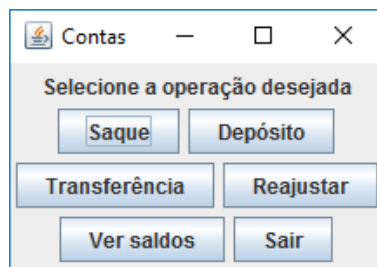 Contas
Selecione a operação desejada
Saque Depósito
Transferência Reajustar
Ver saldos Sair